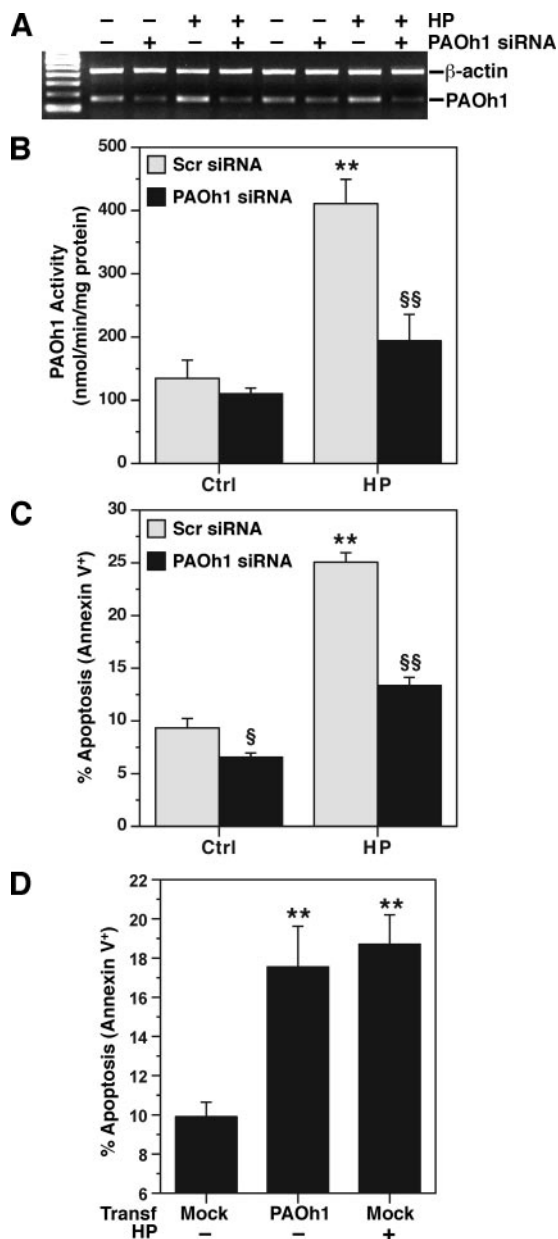 A
– – + + – – + + HP
– + – + – + – + PAOh1 siRNA
β-actin
PAOh1
B
500
400
300
200
100
0
PAOh1 Activity
(nmol/min/mg protein)
Scr siRNA
PAOh1 siRNA
**
§§
Ctrl HP
C
30
25
20
15
10
5
0
% Apoptosis (Annexin V⁺)
Scr siRNA
PAOh1 siRNA
**
§
§§
Ctrl HP
D
22
20
18
16
14
12
10
8
6
% Apoptosis (Annexin V⁺)
**
**
Transf Mock PAOh1 Mock
HP – – +